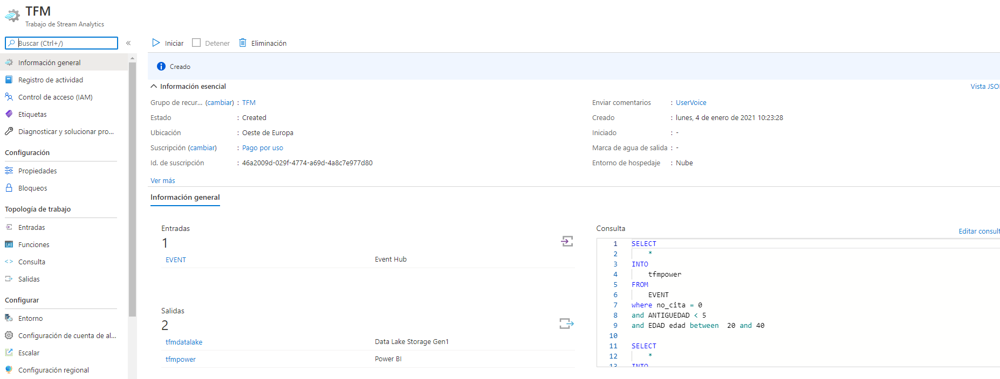 TFM
Trabajo de Stream Analytics
Buscar (Ctrl+/)
«
Información general
Registro de actividad
Control de acceso (IAM)
Etiquetas
Diagnosticar y solucionar pro...
Configuración
Propiedades
Bloqueos
Topología de trabajo
Entradas
Funciones
Consulta
Salidas
Configurar
Entorno
Configuración de cuenta de al...
Escalar
Configuración regional
Iniciar Detener Eliminación
Creado
Información esencial
Vista JSO
Grupo de recur... (cambiar) : TFM
Estado : Created
Ubicación : Oeste de Europa
Suscripción (cambiar) : Pago por uso
Id. de suscripción : 46a2009d-029f-4774-a69d-4a8c7e977d80
Enviar comentarios : UserVoice
Creado : lunes, 4 de enero de 2021 10:23:28
Iniciado : -
Marca de agua de salida : -
Entorno de hospedaje : Nube
Ver más
Información general
Entradas
1
EVENT Event Hub
Salidas
2
tfmdatalake Data Lake Storage Gen1
tfmpower Power BI
Consulta
Editar consult
1 SELECT
2 *
3 INTO
4 tfmpower
5 FROM
6 EVENT
7 where no_cita = 0
8 and ANTIGUEDAD < 5
9 and EDAD edad between 20 and 40
10
11 SELECT
12 *
13 INTO